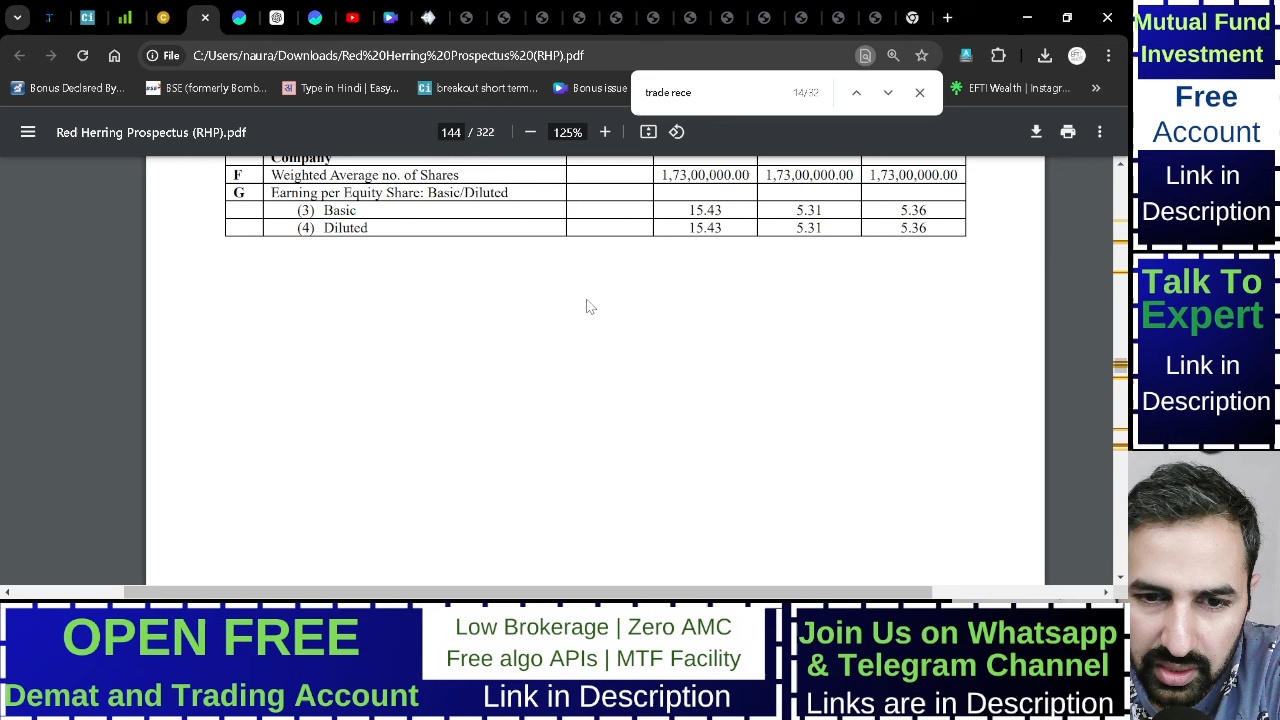 File
C:/Users/naura/Downloads/Red%20Herring%20Prospectus%20(RHP).pdf
Bonus Declared By...
BSE (formerly Bom b...
Type in Hindi | Easy...
breakout short term...
Bonus issue
EFTI Wealth | Instagr...
trade rece
14/32
Red Herring Prospectus (RHP).pdf
144 / 322
125%
Company
F Weighted Average no. of Shares 1,73,00,000.00 1,73,00,000.00 1,73,00,000.00
G Earning per Equity Share: Basic/Diluted
(3) Basic 15.43 5.31 5.36
(4) Diluted 15.43 5.31 5.36
Mutual Fund
Investment
Free
Account
Link in
Description
Talk To
Expert
Link in
Description
OPEN FREE
Demat and Trading Account
Low Brokerage | Zero AMC
Free algo APIs | MTF Facility
Link in Description
Join Us on Whatsapp
& Telegram Channel
Links are in Description